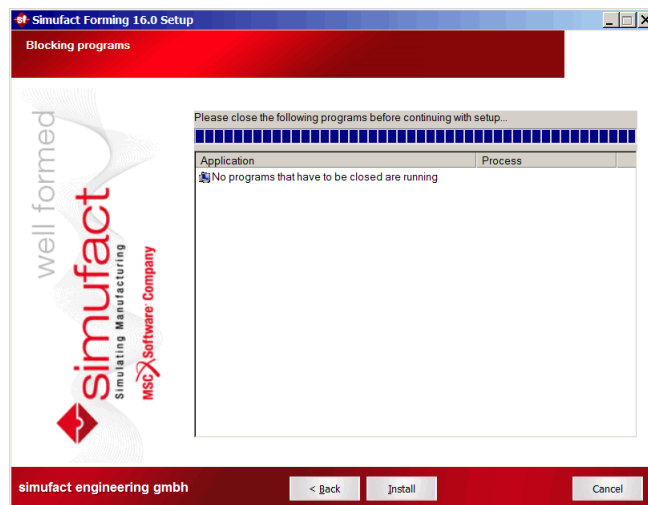 Simufact Forming 16.0 Setup
Blocking programs
well formed
simufact
Simulating Manufacturing
MSC Software Company
Please close the following programs before continuing with setup...
Application Process
No programs that have to be closed are running
simufact engineering gmbh
< Back Install Cancel